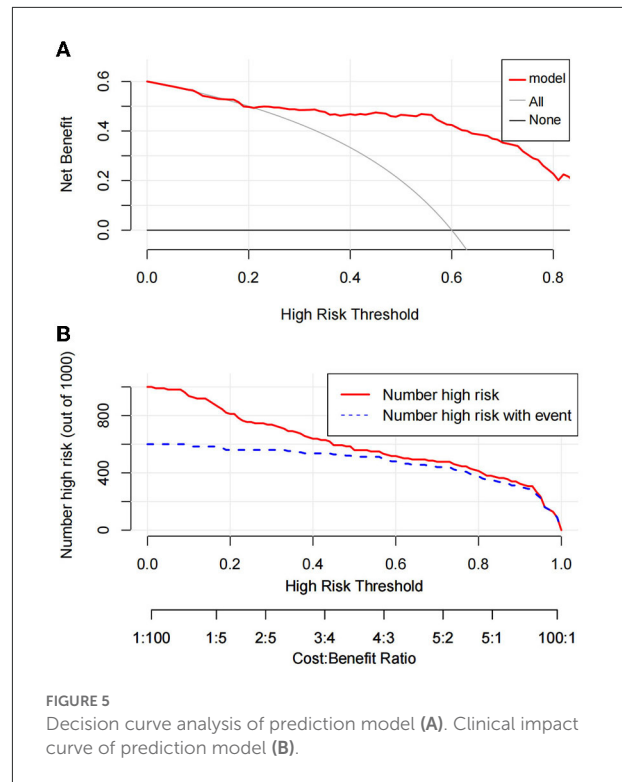 A
Net Benefit
0.6
0.4
0.2
0.0
model
All
None
0.0 0.2 0.4 0.6 0.8
High Risk Threshold
B
Number high risk (out of 1000)
800
400
0
Number high risk
Number high risk with event
0.0 0.2 0.4 0.6 0.8 1.0
High Risk Threshold
1:100 1:5 2:5 3:4 4:3 5:2 5:1 100:1
Cost:Benefit Ratio
FIGURE 5
Decision curve analysis of prediction model (A). Clinical impact
curve of prediction model (B).